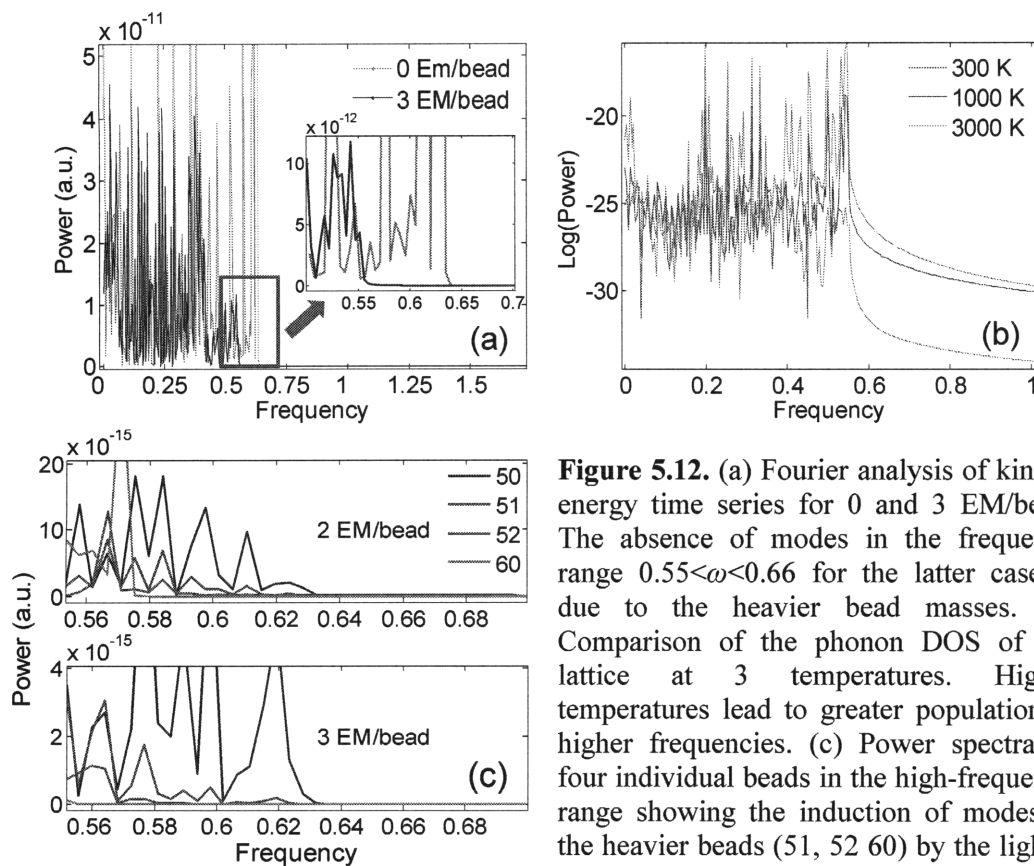 × 10⁻¹¹
5
4
3
2
1
0
Power (a.u.)
0 Em/bead
3 EM/bead
× 10⁻¹²
10
5
0
0.55 0.6 0.65 0.7
(a)
0 0.25 0.5 0.75 1 1.25 1.5
Frequency
(b)
300 K
1000 K
3000 K
-20
-25
-30
Log(Power)
0 0.2 0.4 0.6 0.8 1
Frequency
× 10⁻¹⁵
20
10
0
50
51
52
60
2 EM/bead
0.56 0.58 0.6 0.62 0.64 0.66 0.68
Power (a.u.)
× 10⁻¹⁵
4
2
0
3 EM/bead
(c)
0.56 0.58 0.6 0.62 0.64 0.66 0.68
Frequency
Figure 5.12. (a) Fourier analysis of kin
energy time series for 0 and 3 EM/be
The absence of modes in the freque
range 0.55<ω<0.66 for the latter case
due to the heavier bead masses.
Comparison of the phonon DOS of
lattice at 3 temperatures. Hig
temperatures lead to greater population
higher frequencies. (c) Power spectra
four individual beads in the high-freque
range showing the induction of modes
the heavier beads (51, 52 60) by the ligh